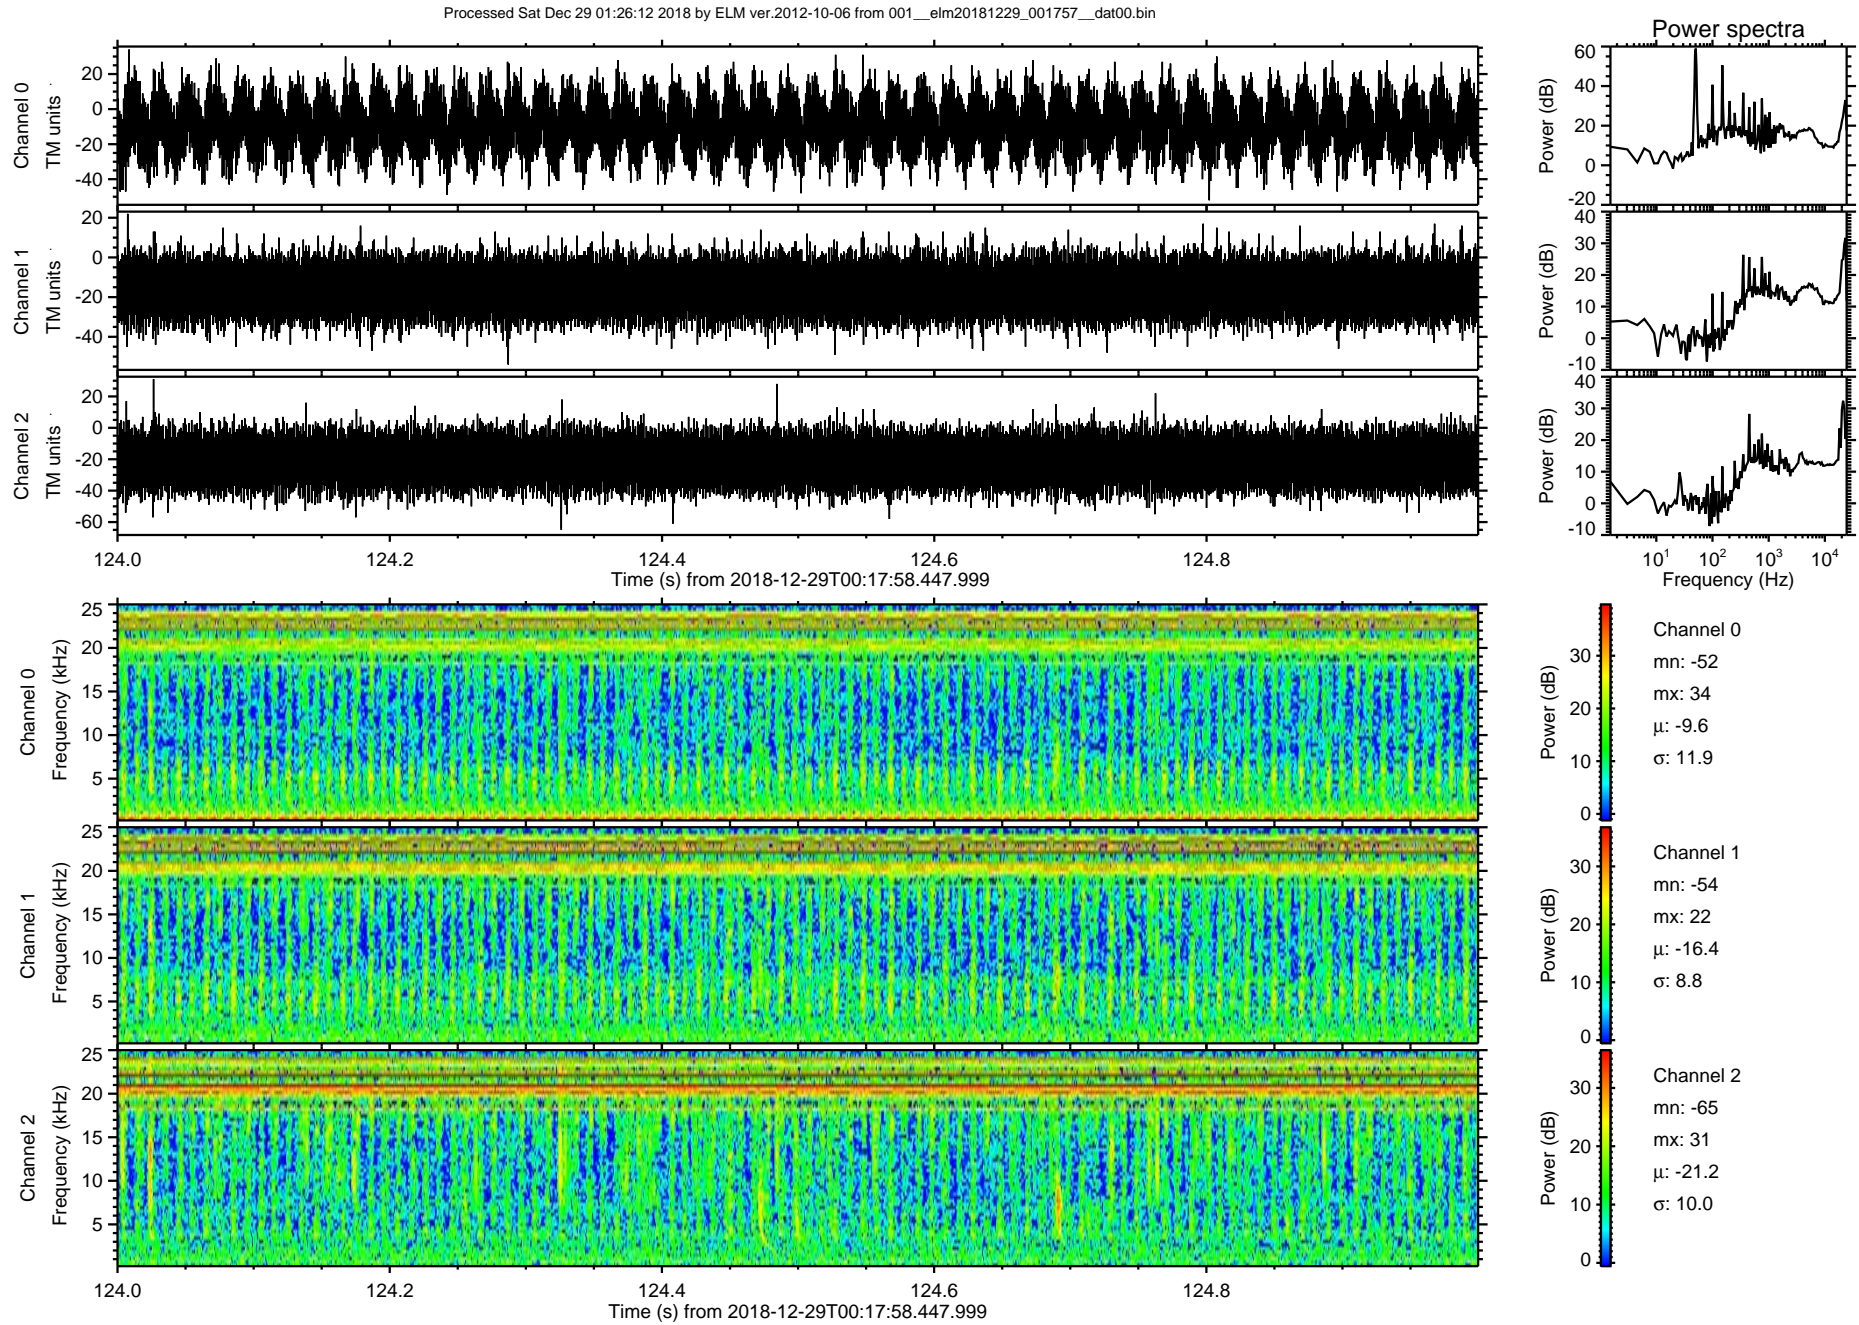 Processed Sat Dec 29 01:26:12 2018 by ELM ver.2012-10-06 from 001__elm20181229_001757__dat00.bin
Power spectra
Channel 0
TM units
20
0
-20
-40
Power (dB)
60
40
20
0
-20
Channel 1
TM units
20
0
-20
-40
Power (dB)
40
30
20
10
0
-10
Channel 2
TM units
20
0
-20
-40
-60
Power (dB)
40
30
20
10
0
-10
124.0 124.2 124.4 124.6 124.8
Time (s) from 2018-12-29T00:17:58.447.999
10¹ 10² 10³ 10⁴
Frequency (Hz)
Channel 0
Frequency (kHz)
25
20
15
10
5
Power (dB)
30
20
10
0
Channel 0
mn: -52
mx: 34
μ: -9.6
σ: 11.9
Channel 1
Frequency (kHz)
25
20
15
10
5
Power (dB)
30
20
10
0
Channel 1
mn: -54
mx: 22
μ: -16.4
σ: 8.8
Channel 2
Frequency (kHz)
25
20
15
10
5
Power (dB)
30
20
10
0
Channel 2
mn: -65
mx: 31
μ: -21.2
σ: 10.0
124.0 124.2 124.4 124.6 124.8
Time (s) from 2018-12-29T00:17:58.447.999